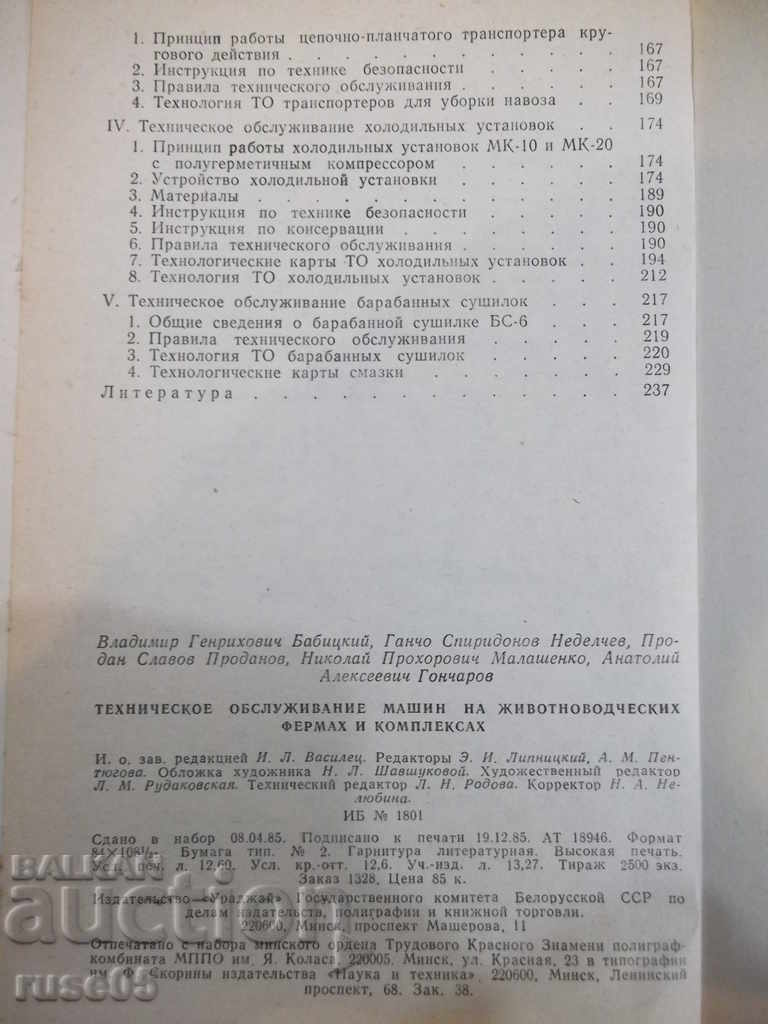 1. Принцип работы цепочно-планчатого транспортера кру-
гового действия . . . . . . . . . . . 167
2. Инструкция по технике безопасности . . . . . 167
3. Правила технического обслуживания . . . . . 167
4. Технология ТО транспортеров для уборки навоза . . 169
IV. Техническое обслуживание холодильных установок . . 174
1. Принцип работы холодильных установок МК-10 и МК-20
с полугерметичным компрессором . . . . . . 174
2. Устройство холодильной установки . . . . . . 174
3. Материалы . . . . . . . . . . . . 189
4. Инструкция по технике безопасности . . . . . 190
5. Инструкция по консервации . . . . . . . 190
6. Правила технического обслуживания . . . . . 190
7. Технологические карты ТО холодильных установок . . 194
8. Технология ТО холодильных установок . . . . . 212
V. Техническое обслуживание барабанных сушилок . . 217
1. Общие сведения о барабанной сушилке БС-6 . . . 217
2. Правила технического обслуживания . . . . . 219
3. Технология ТО барабанных сушилок . . . . . 220
4. Технологические карты смазки . . . . . . 229
Литература . . . . . . . . . . . . . 237
Владимир Генрихович Бабицкий, Ганчо Спиридонов Неделчев, Про-
дан Славов Проданов, Николай Прохорович Малашенко, Анатолий
Алексеевич Гончаров
ТЕХНИЧЕСКОЕ ОБСЛУЖИВАНИЕ МАШИН НА ЖИВОТНОВОДЧЕСКИХ
ФЕРМАХ И КОМПЛЕКСАХ
И. о. зав. редакцией И. Л. Василец. Редакторы Э. И. Липницкий, А. М. Пен-
тюгова. Обложка художника Н. Л. Шавшуковой. Художественный редактор
Л. М. Рудаковская. Технический редактор Л. Н. Родова. Корректор Н. А. Не-
любина.
ИБ № 1801
Сдано в набор 08.04.85. Подписано к печати 19.12.85. АТ 18946. Формат
84×108¹/₂. Бумага тип. № 2. Гарнитура литературная. Высокая печать.
Усл. печ. л. 12,60. Усл. кр.-отт. 12,6. Уч.-изд. л. 13,27. Тираж 2500 экз.
Заказ 1328. Цена 85 к.
Издательство «Ураджай» Государственного комитета Белорусской ССР по
делам издательств, полиграфии и книжной торговли.
220600, Минск, проспект Машерова, 11
Отпечатано с набора минского ордена Трудового Красного Знамени полиграф-
комбината МППО им. Я. Коласа. 220005. Минск, ул. Красная, 23 в типографии
им. Ф. Скорины издательства «Наука и техника», 220600, Минск, Ленинский
проспект, 68. Зак. 38.
БАЛКАН
auction
ruse05